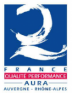 FRANCE
QUALITÉ PERFORMANCE
AURA
AUVERGNE - RHÔNE-ALPES